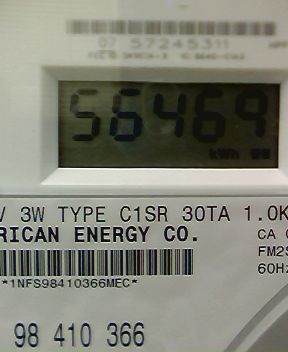 07 57245311
56469
kWh
V 3W TYPE C1SR 30TA 1.0K
RICAN ENERGY CO.
CA
FM2S
60Hz
*1NFS98410366MEC*
98 410 366